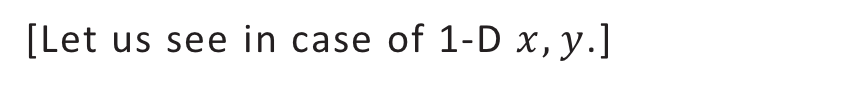 [Let us see in case of 1-D x, y.]